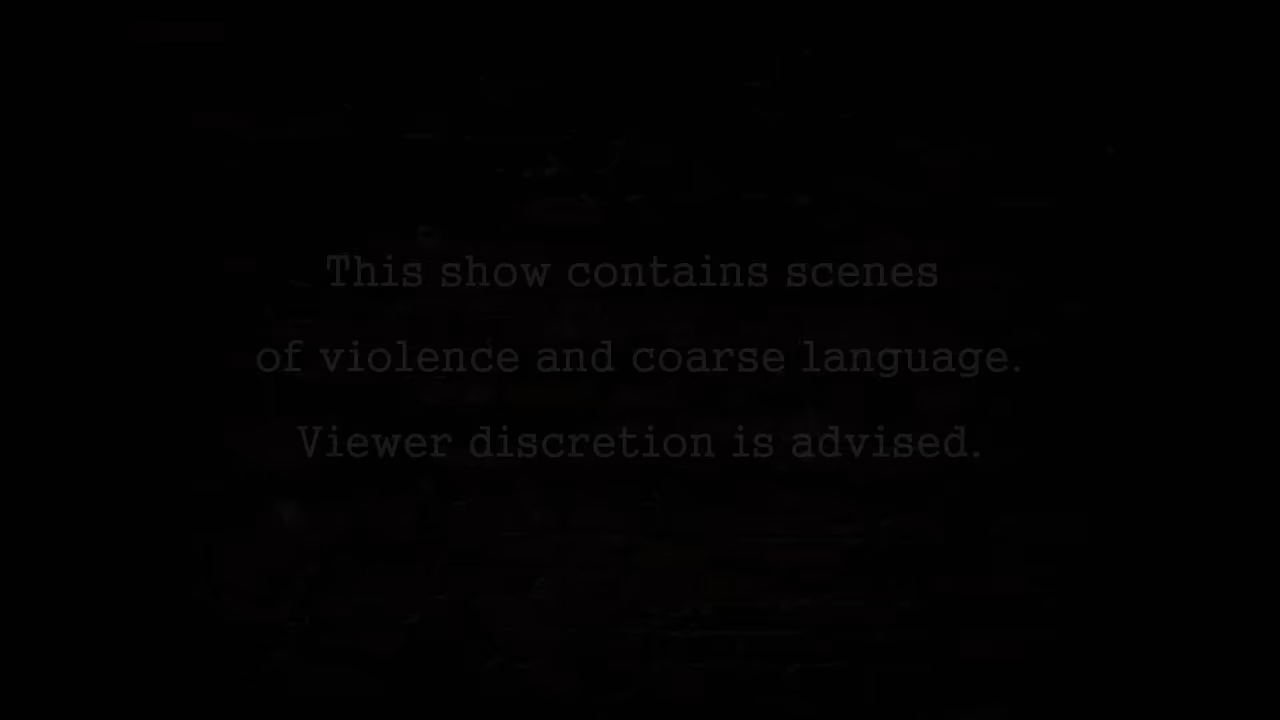 This show contains scenes
of violence and coarse language.
Viewer discretion is advised.